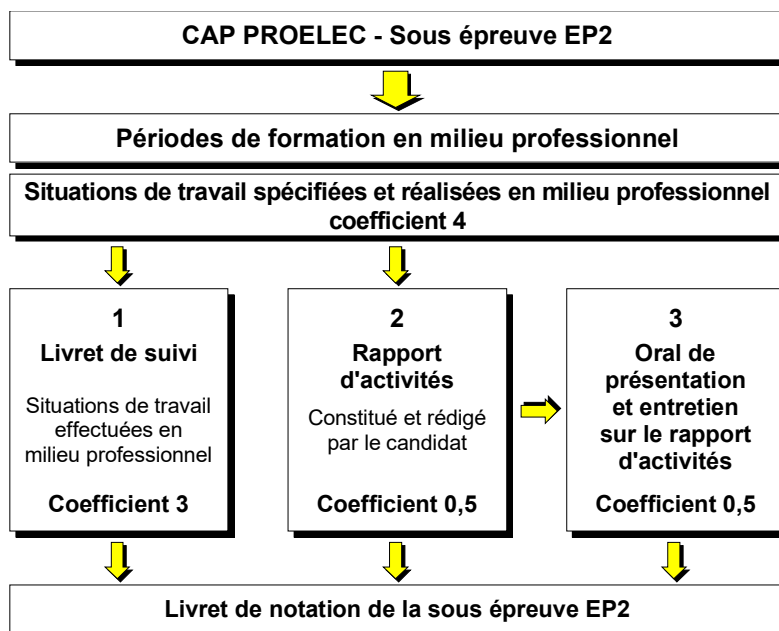 CAP PROELEC - Sous épreuve EP2
Périodes de formation en milieu professionnel
Situations de travail spécifiées et réalisées en milieu professionnel
coefficient 4
1
Livret de suivi
Situations de travail
effectuées en
milieu professionnel
Coefficient 3
2
Rapport
d'activités
Constitué et rédigé
par le candidat
Coefficient 0,5
3
Oral de
présentation
et entretien
sur le rapport
d'activités
Coefficient 0,5
Livret de notation de la sous épreuve EP2